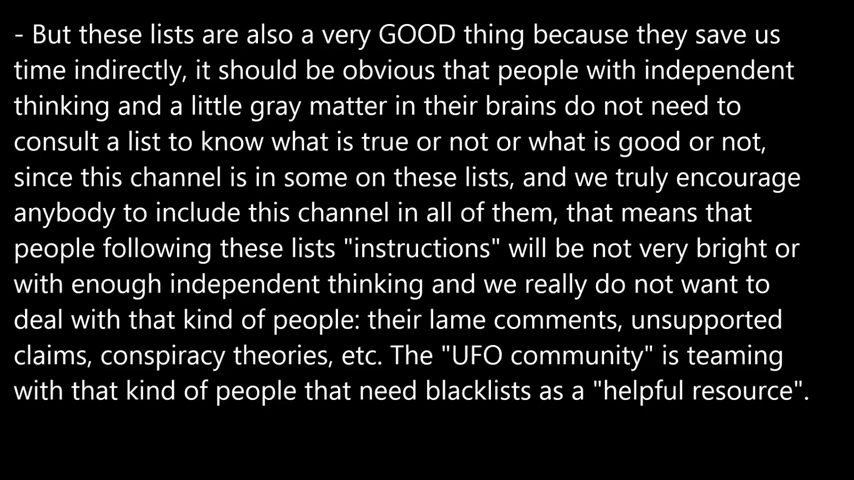 - But these lists are also a very GOOD thing because they save us
time indirectly, it should be obvious that people with independent
thinking and a little gray matter in their brains do not need to
consult a list to know what is true or not or what is good or not,
since this channel is in some on these lists, and we truly encourage
anybody to include this channel in all of them, that means that
people following these lists "instructions" will be not very bright or
with enough independent thinking and we really do not want to
deal with that kind of people: their lame comments, unsupported
claims, conspiracy theories, etc. The "UFO community" is teaming
with that kind of people that need blacklists as a "helpful resource".